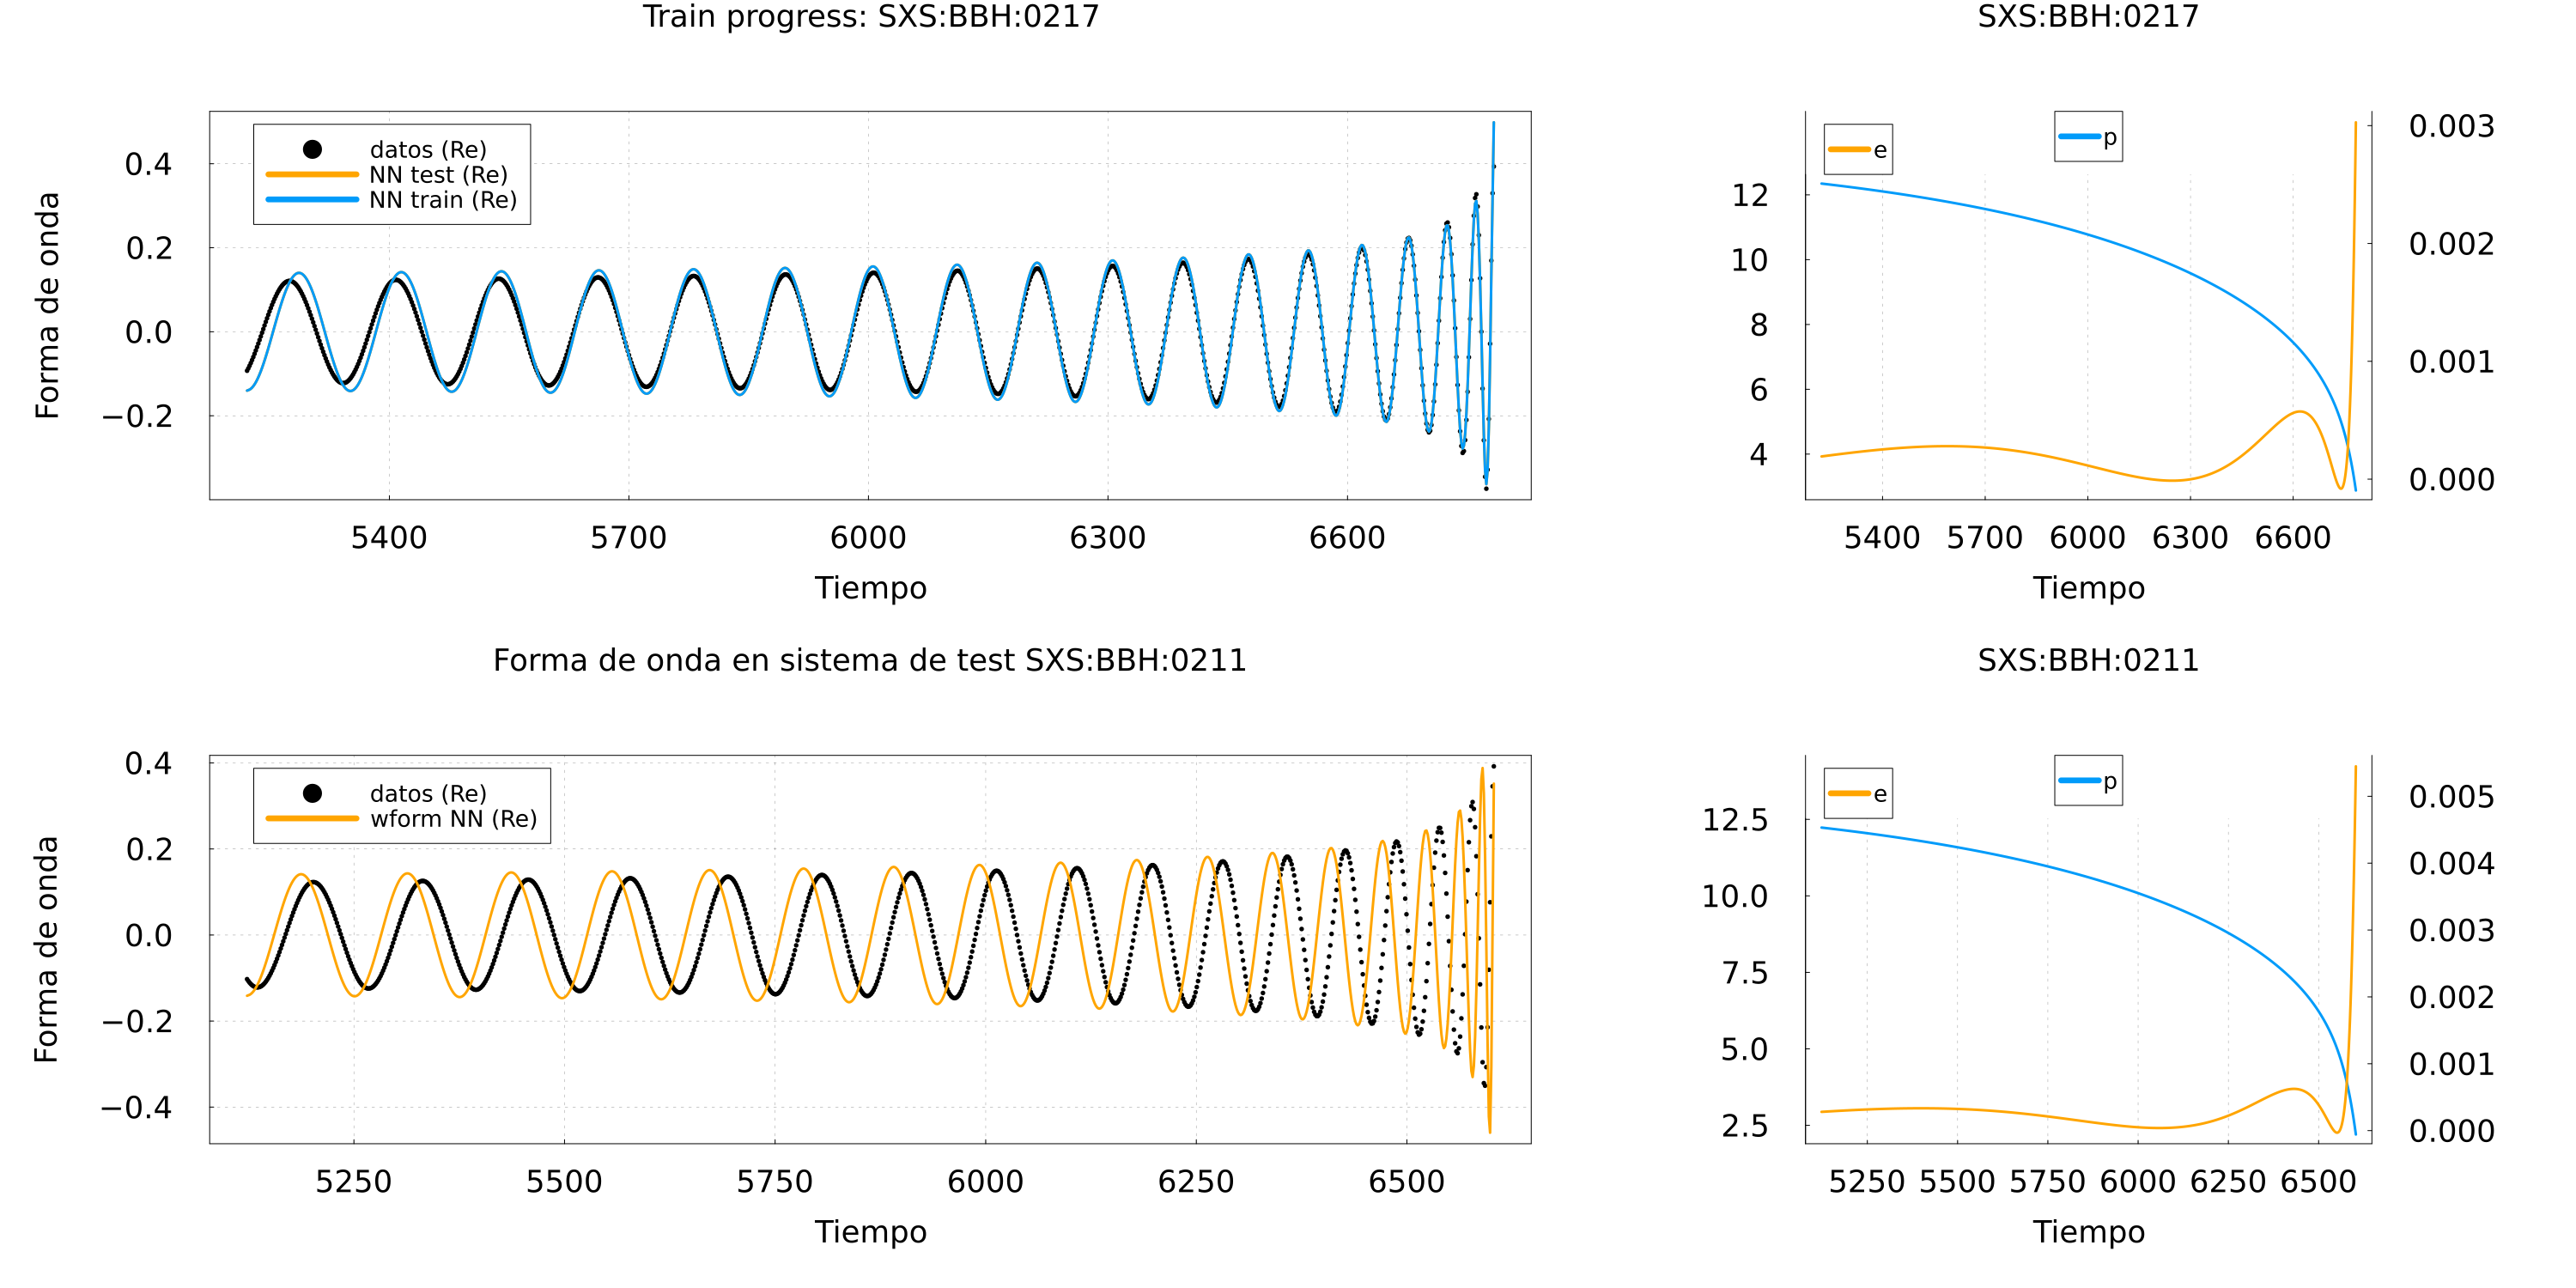 Train progress: SXS:BBH:0217
datos (Re)
NN test (Re)
NN train (Re)
Forma de onda
0.4
0.2
0.0
−0.2
5400 5700 6000 6300 6600
Tiempo
SXS:BBH:0217
e
p
12
10
8
6
4
0.003
0.002
0.001
0.000
5400 5700 6000 6300 6600
Tiempo
Forma de onda en sistema de test SXS:BBH:0211
datos (Re)
wform NN (Re)
Forma de onda
0.4
0.2
0.0
−0.2
−0.4
5250 5500 5750 6000 6250 6500
Tiempo
SXS:BBH:0211
e
p
12.5
10.0
7.5
5.0
2.5
0.005
0.004
0.003
0.002
0.001
0.000
5250 5500 5750 6000 6250 6500
Tiempo